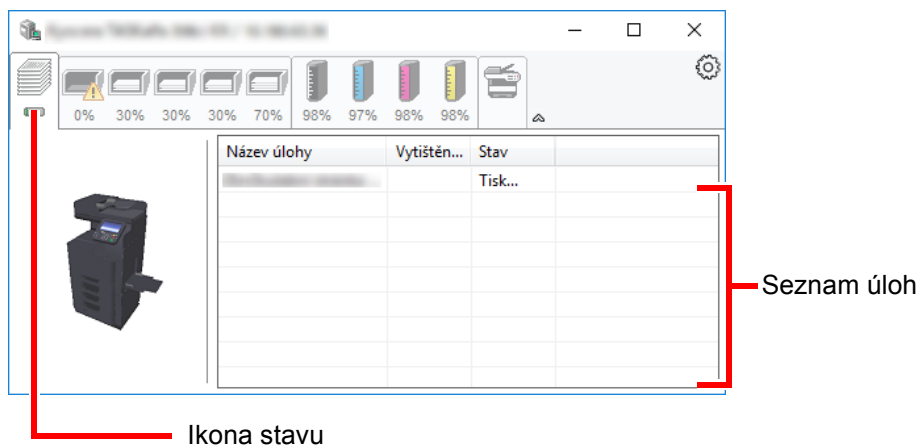 0% 30% 30% 30% 70% 98% 97% 98% 98%
Název úlohy Vytištěn... Stav
Tisk...
Seznam úloh
Ikona stavu